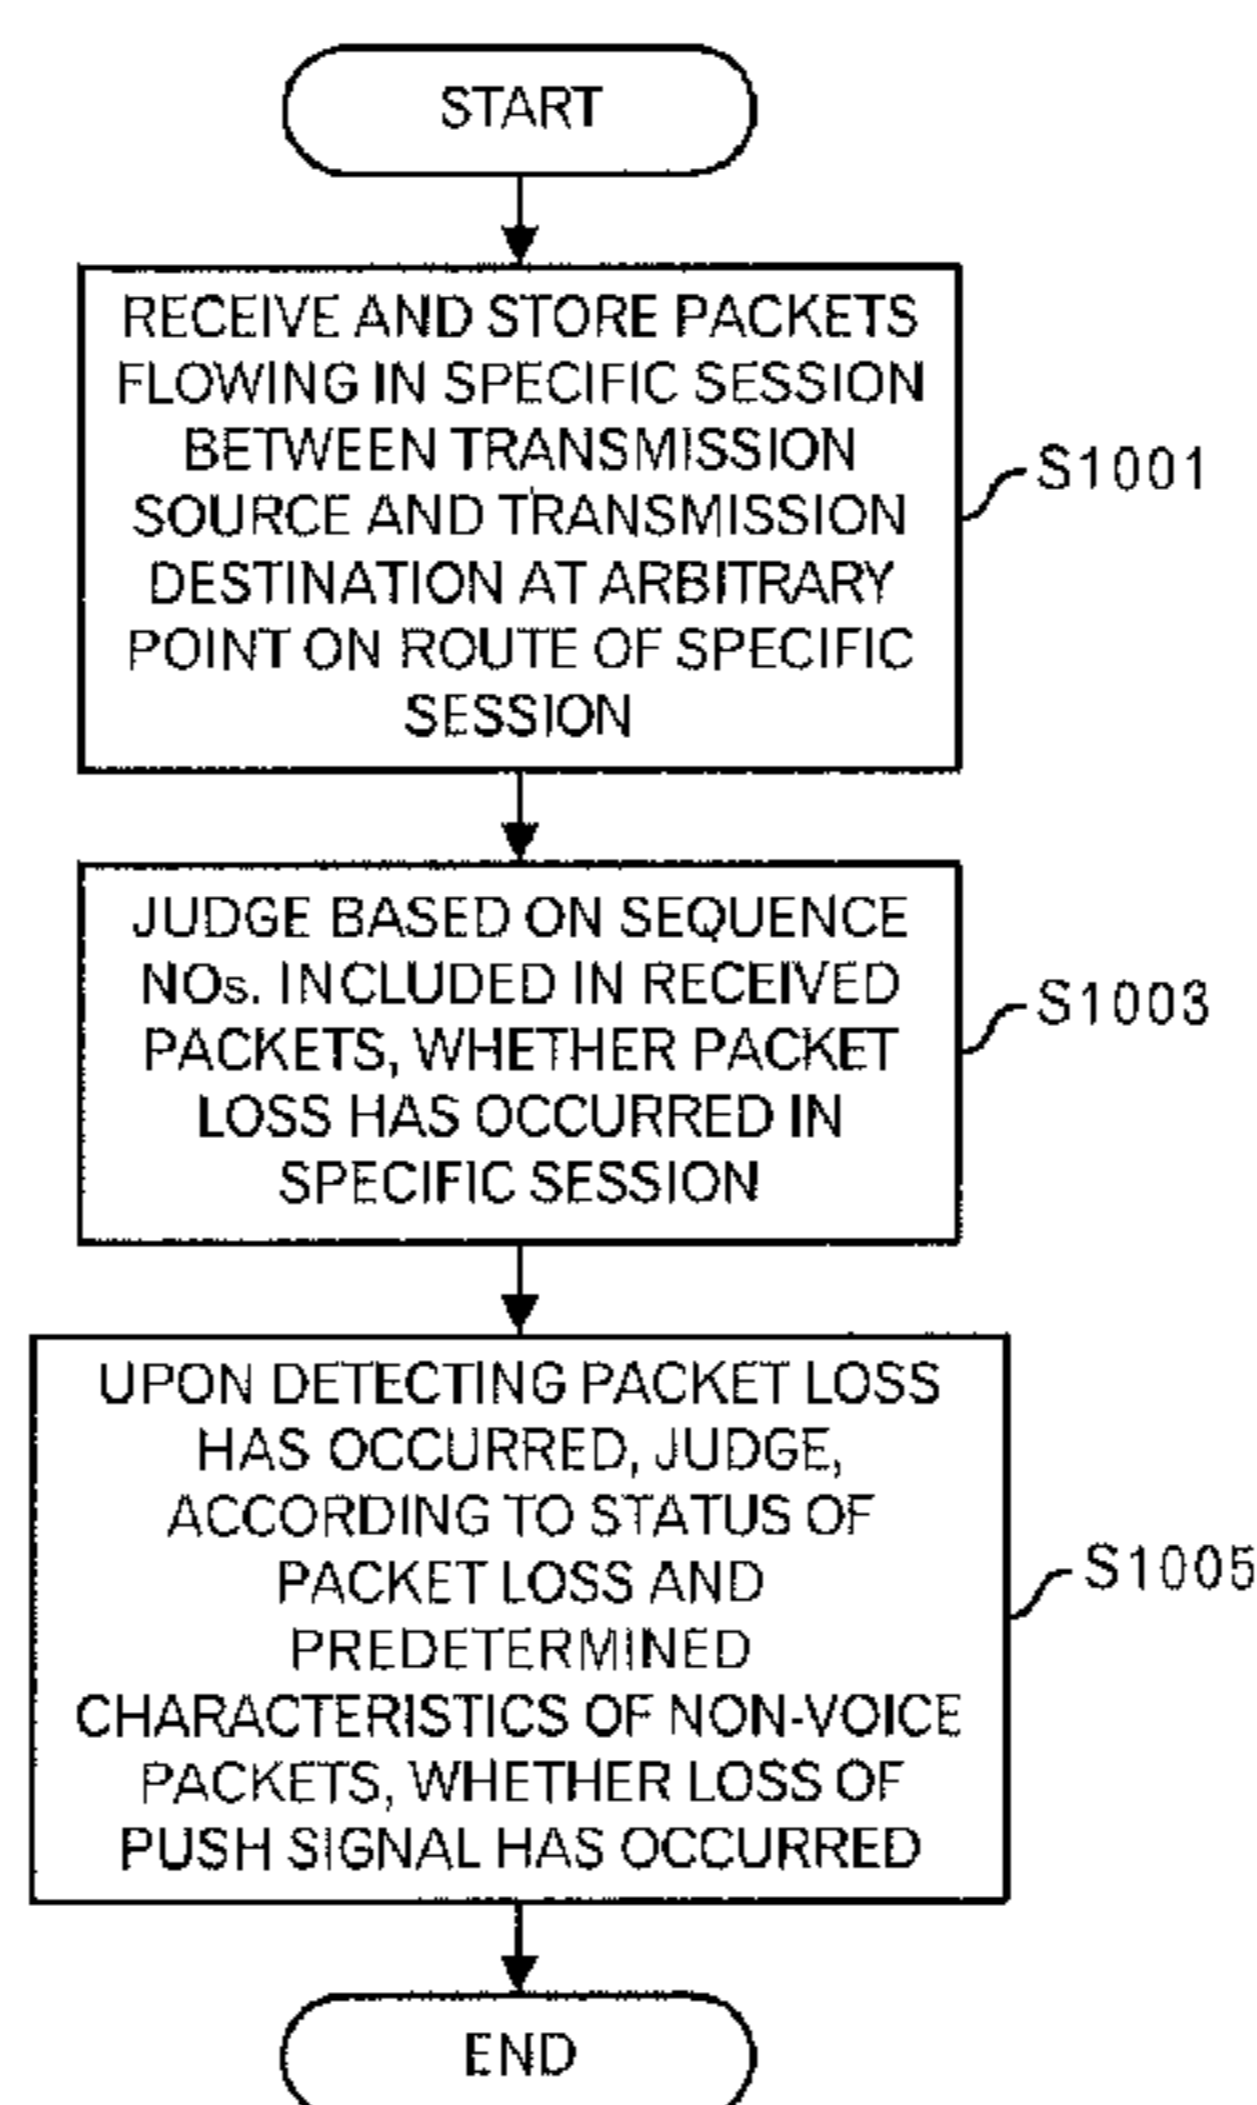 START
RECEIVE AND STORE PACKETS
FLOWING IN SPECIFIC SESSION
BETWEEN TRANSMISSION
SOURCE AND TRANSMISSION
DESTINATION AT ARBITRARY
POINT ON ROUTE OF SPECIFIC
SESSION
S1001
JUDGE BASED ON SEQUENCE
NOs. INCLUDED IN RECEIVED
PACKETS, WHETHER PACKET
LOSS HAS OCCURRED IN
SPECIFIC SESSION
S1003
UPON DETECTING PACKET LOSS
HAS OCCURRED, JUDGE,
ACCORDING TO STATUS OF
PACKET LOSS AND
PREDETERMINED
CHARACTERISTICS OF NON-VOICE
PACKETS, WHETHER LOSS OF
PUSH SIGNAL HAS OCCURRED
S1005
END